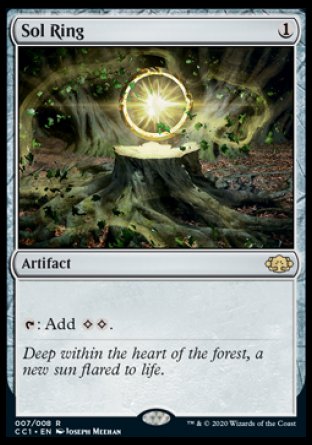 Sol Ring 1
Artifact
: Add .
Deep within the heart of the forest, a
new sun flared to life.
007/008 R
CC1 • EN Joseph Meehan
™ & © 2020 Wizards of the Coast